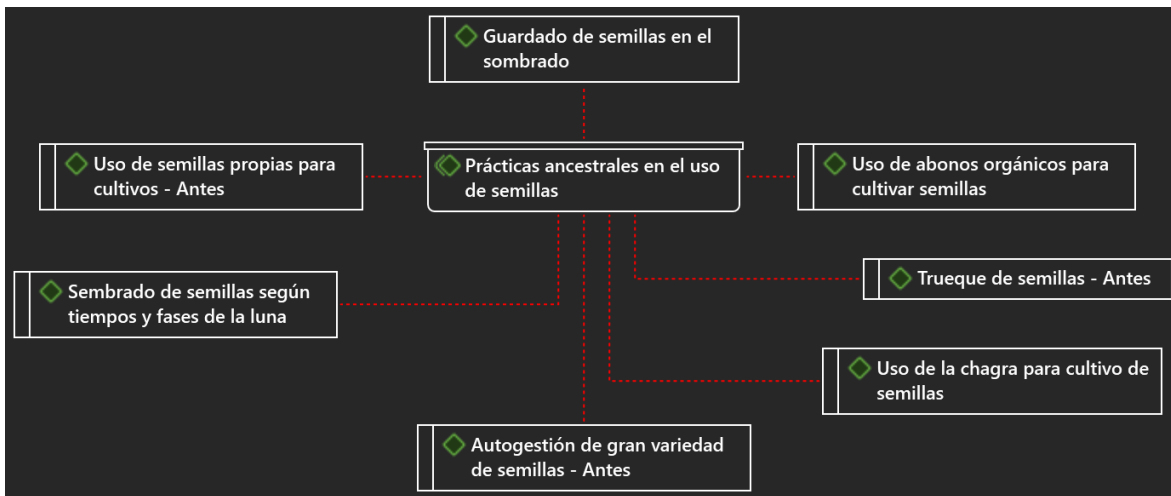 Guardado de semillas en el
sombrado
Uso de semillas propias para
cultivos - Antes
Prácticas ancestrales en el uso
de semillas
Uso de abonos orgánicos para
cultivar semillas
Sembrado de semillas según
tiempos y fases de la luna
Trueque de semillas - Antes
Uso de la chagra para cultivo de
semillas
Autogestión de gran variedad
de semillas - Antes